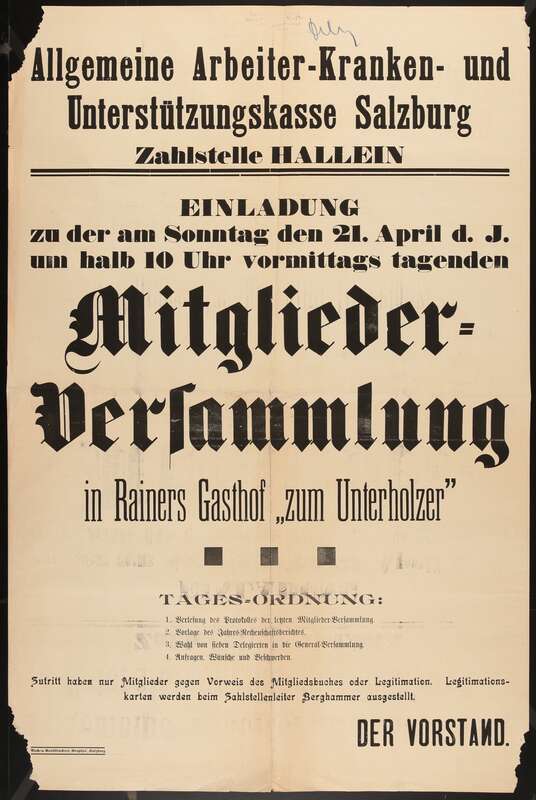 Allgemeine Arbeiter-Kranken- und
Unterstützungskasse Salzburg
Zahlstelle HALLEIN
EINLADUNG
zu der am Sonntag den 21. April d. J.
um halb 10 Uhr vormittags tagenden
Mitglieder-
Versammlung
in Rainers Gasthof „zum Unterholzer”
TAGES-ORDNUNG:
1. Verlesung des Protokolles der letzten Mitglieder-Versammlung.
2. Vorlage des Jahres-Rechenschaftsberichtes.
3. Wahl von sieben Delegierten in die General-Versammlung.
4. Anfragen, Wünsche und Beschwerden.
Zutritt haben nur Mitglieder gegen Vorweis des Mitgliedsbuches oder Legitimation. Legitimations-
karten werden beim Zahlstellenleiter Berghammer ausgestellt.
DER VORSTAND.
Salzburg